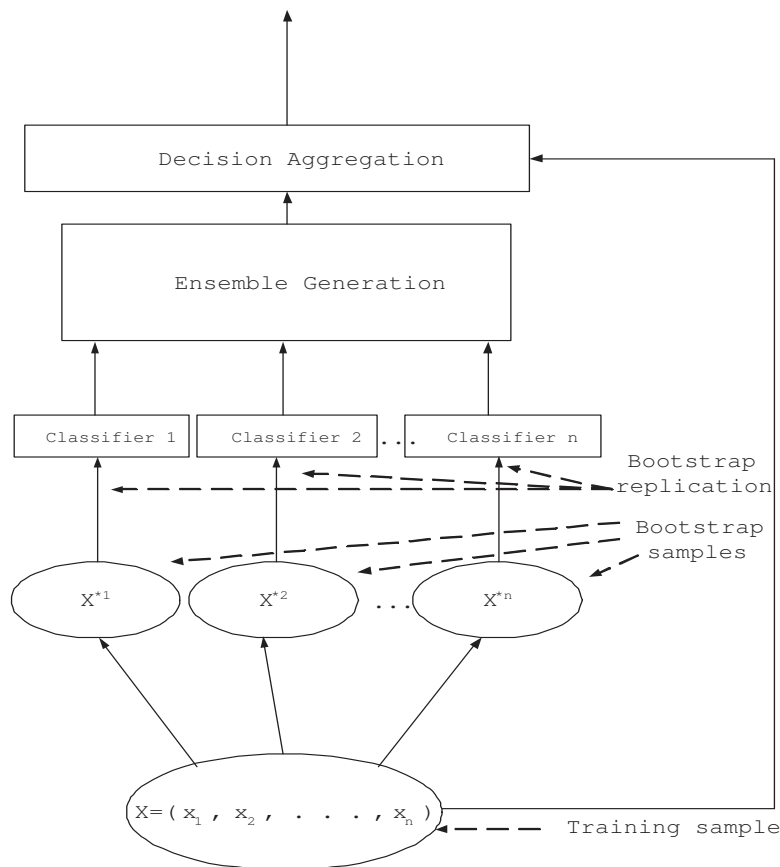 Decision Aggregation
Ensemble Generation
Classifier 1
Classifier 2
...
Classifier n
Bootstrap
replication
Bootstrap
samples
X*1
X*2
...
X*n
X=(x1, x2, . . ., xn)
Training sample